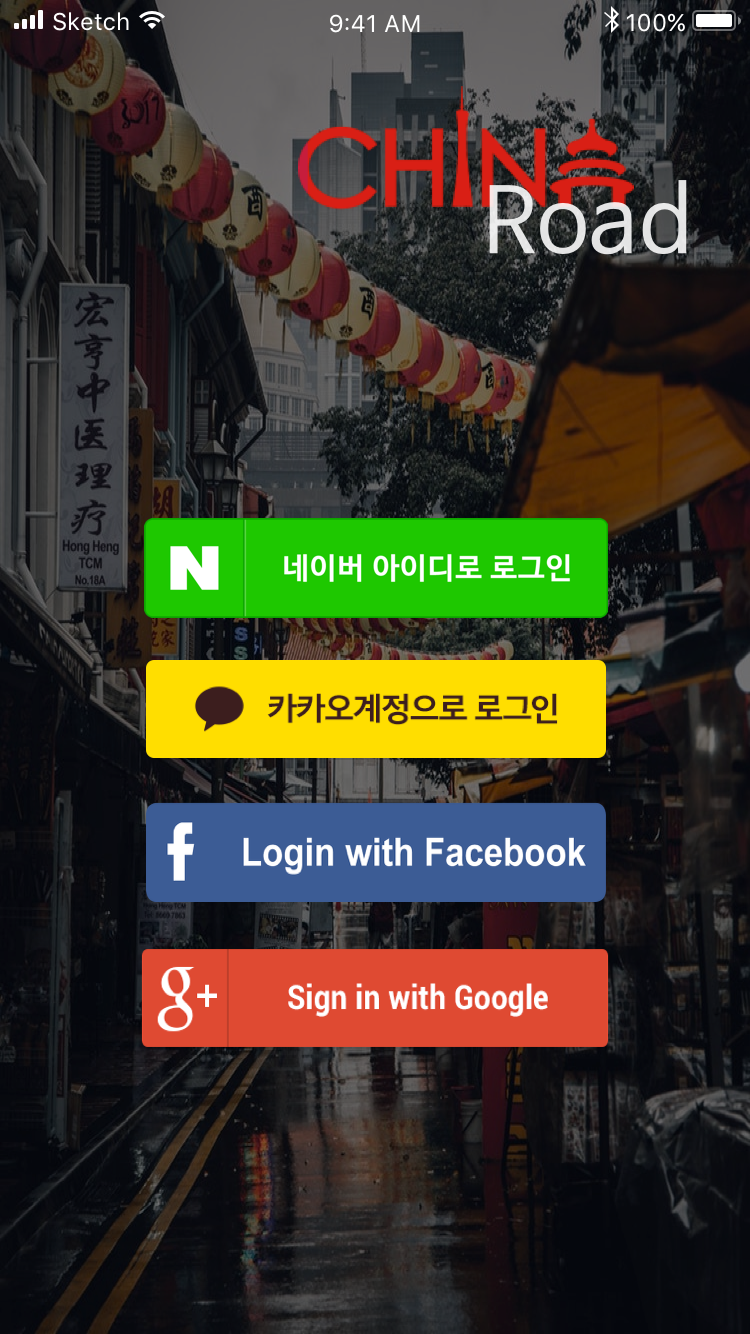 Sketch
9:41 AM
100%
CHINA
Road
宏亨中医理疗
Hong Heng
TCM
No.18A
N 네이버 아이디로 로그인
카카오계정으로 로그인
f Login with Facebook
g+ Sign in with Google